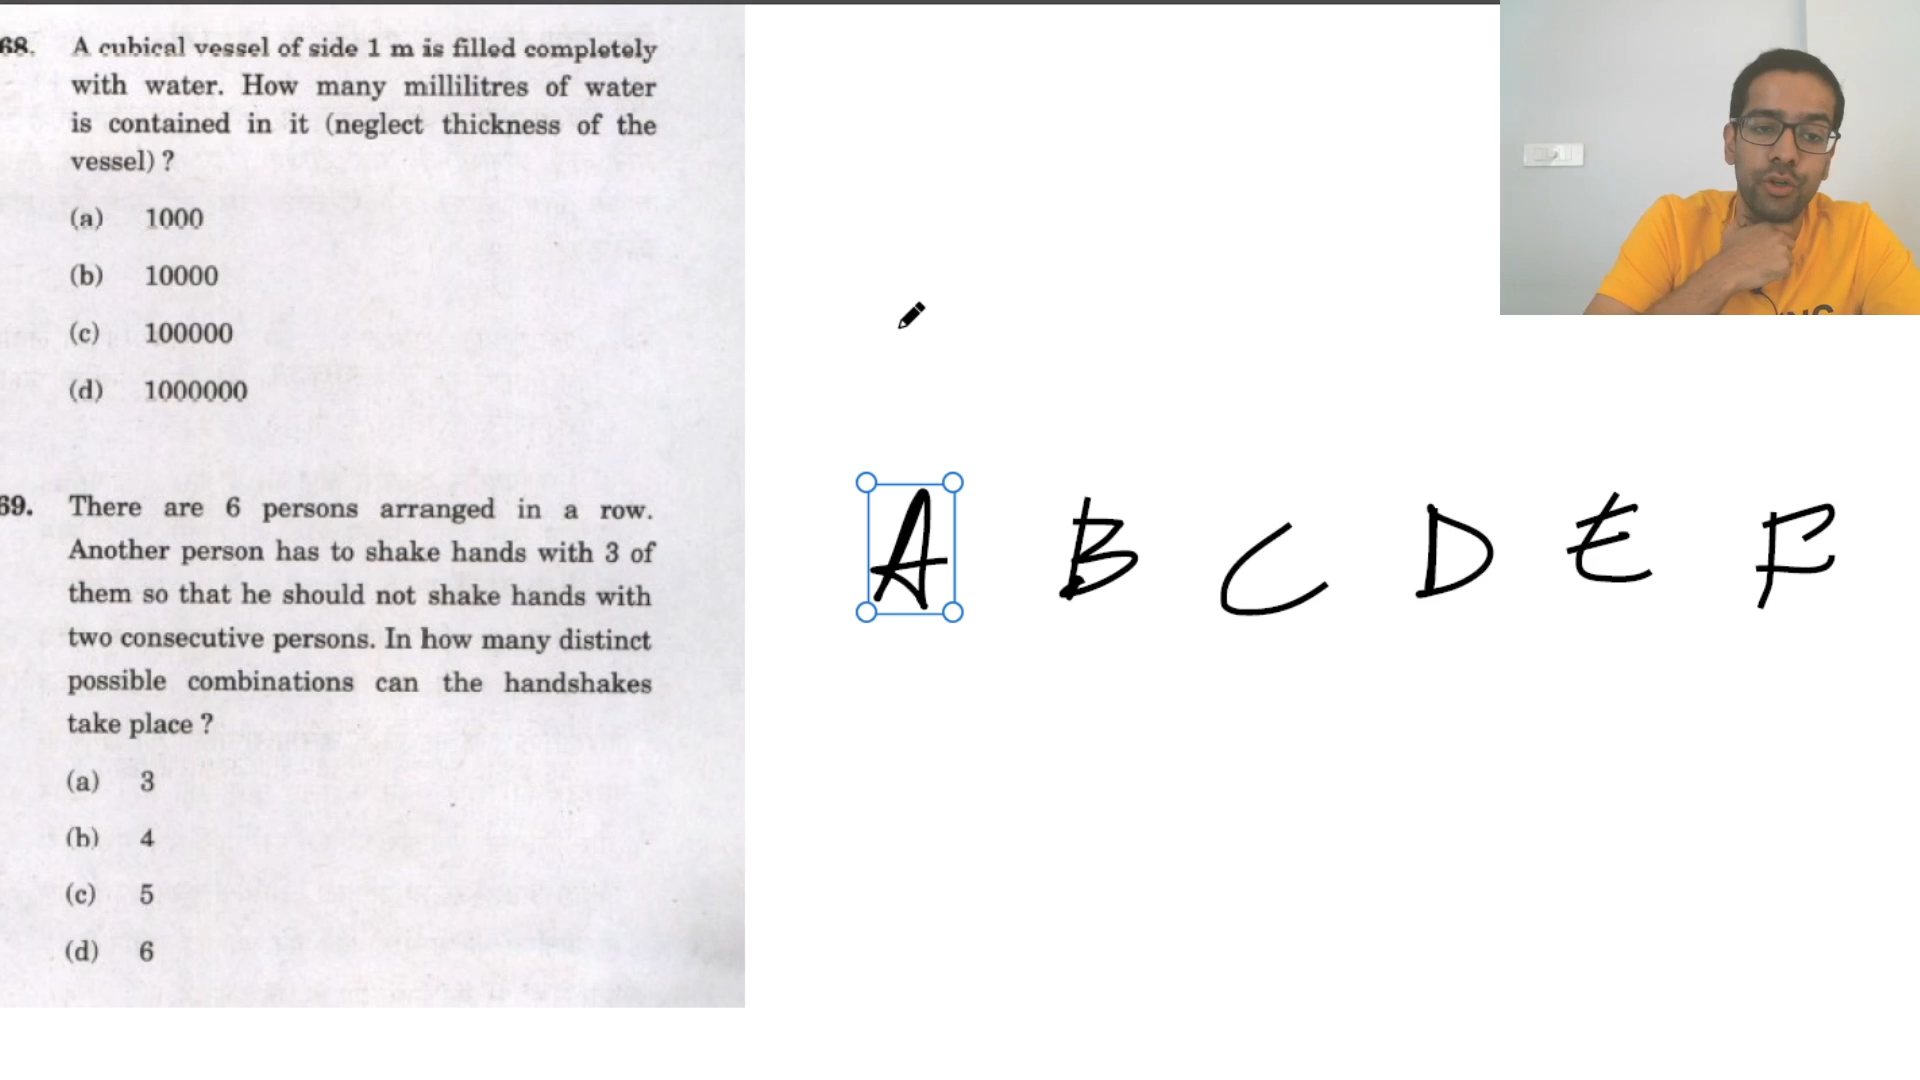 68. A cubical vessel of side 1 m is filled completely
with water. How many millilitres of water
is contained in it (neglect thickness of the
vessel) ?
(a) 1000
(b) 10000
(c) 100000
(d) 1000000
69. There are 6 persons arranged in a row.
Another person has to shake hands with 3 of
them so that he should not shake hands with
two consecutive persons. In how many distinct
possible combinations can the handshakes
take place ?
(a) 3
(b) 4
(c) 5
(d) 6
A B C D E F